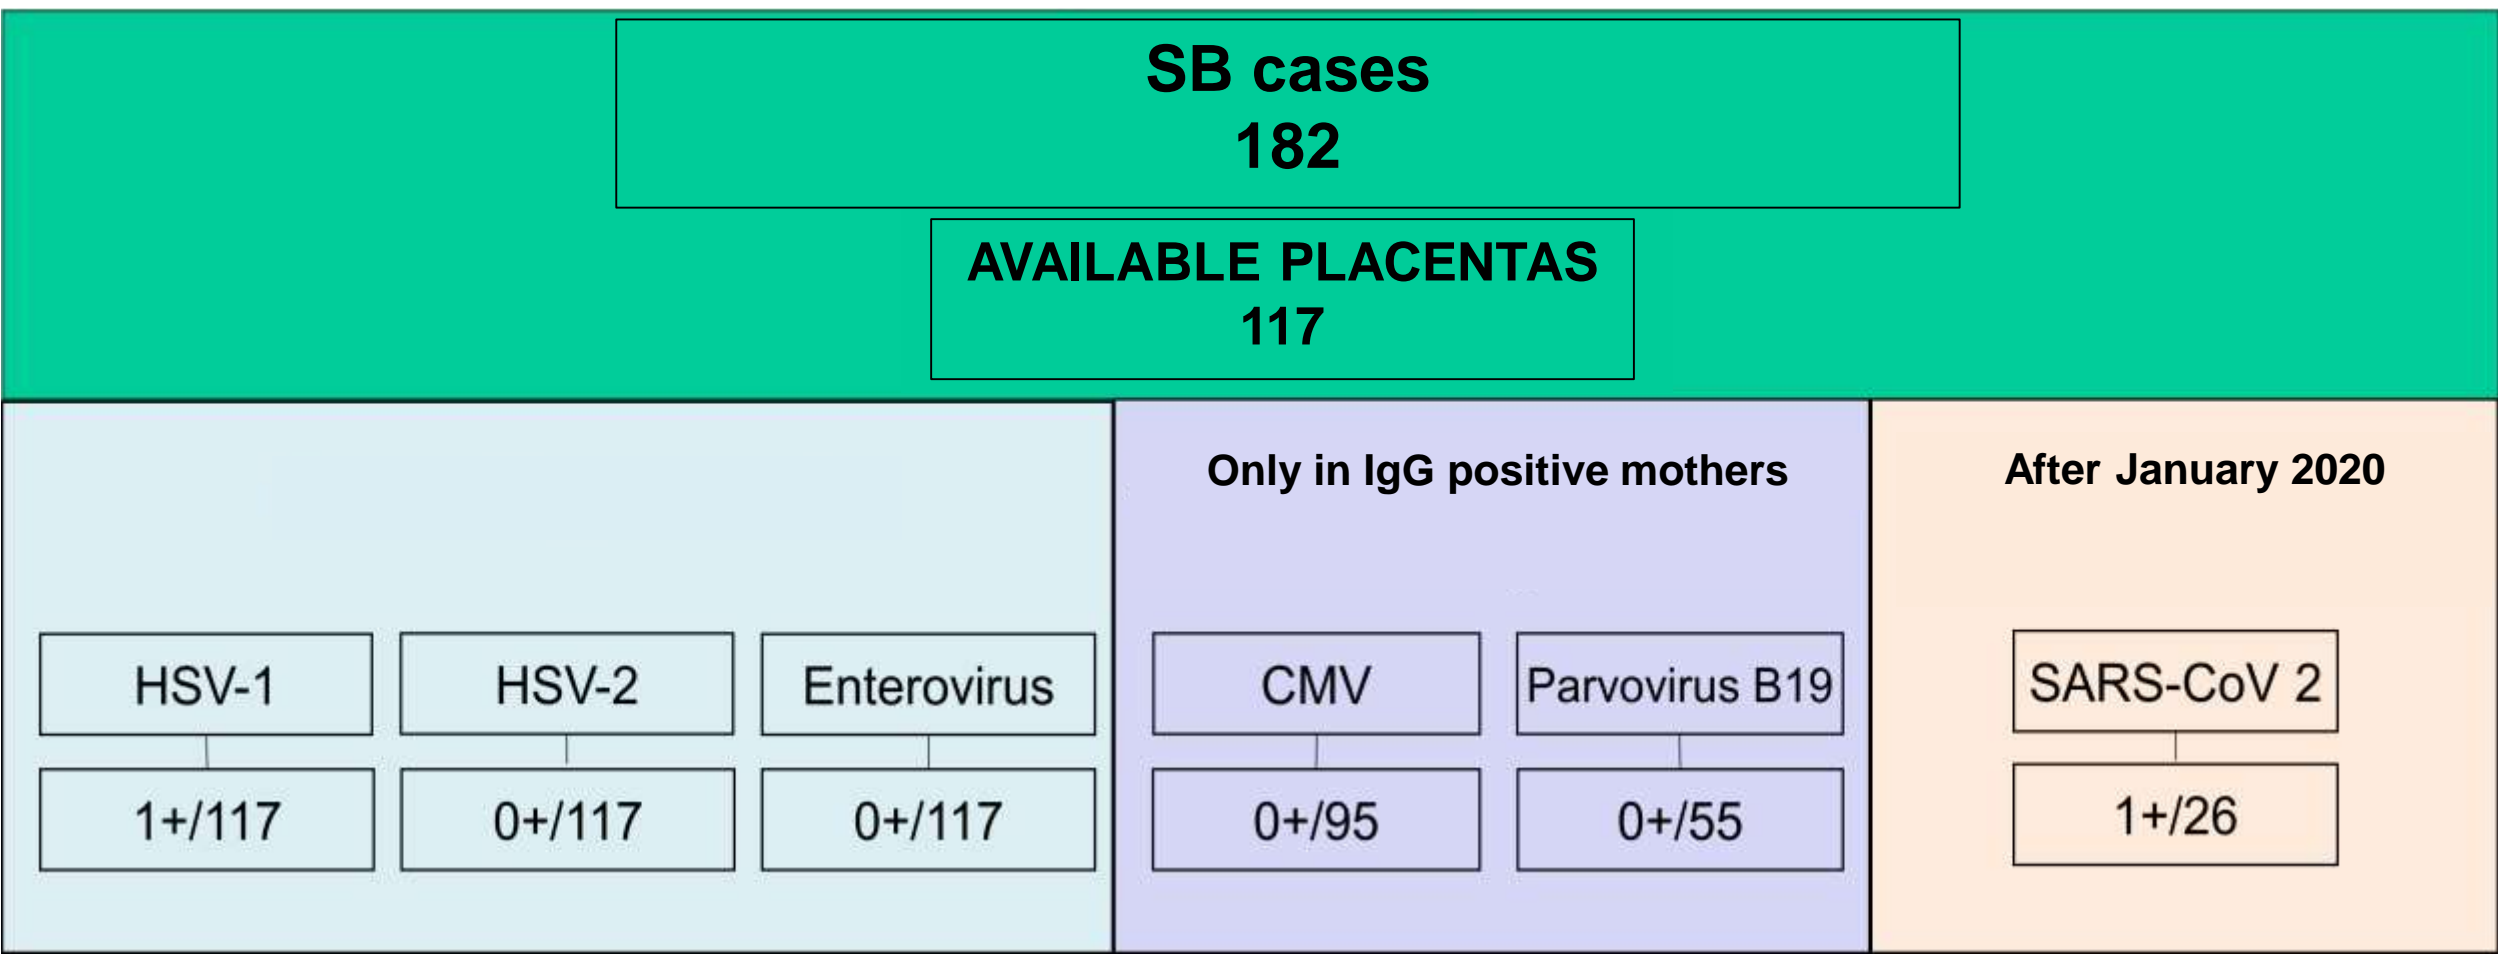 SB cases
182
AVAILABLE PLACENTAS
117
Only in IgG positive mothers
After January 2020
HSV-1
HSV-2
Enterovirus
CMV
Parvovirus B19
SARS-CoV 2
1+/117
0+/117
0+/117
0+/95
0+/55
1+/26